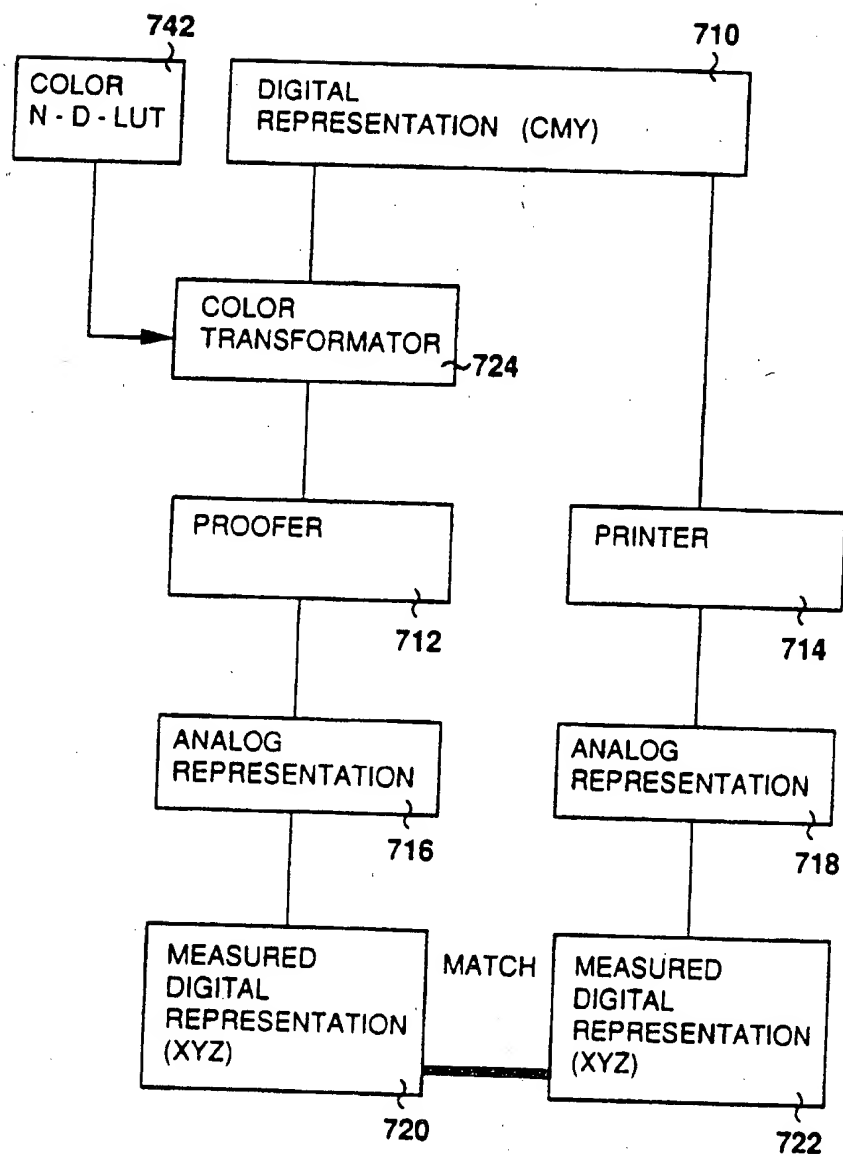 742
710
COLOR
N - D - LUT
DIGITAL
REPRESENTATION (CMY)
COLOR
TRANSFORMATOR
724
PROOFER
712
PRINTER
714
ANALOG
REPRESENTATION
716
ANALOG
REPRESENTATION
718
MEASURED
DIGITAL
REPRESENTATION
(XYZ)
720
MATCH
MEASURED
DIGITAL
REPRESENTATION
(XYZ)
722